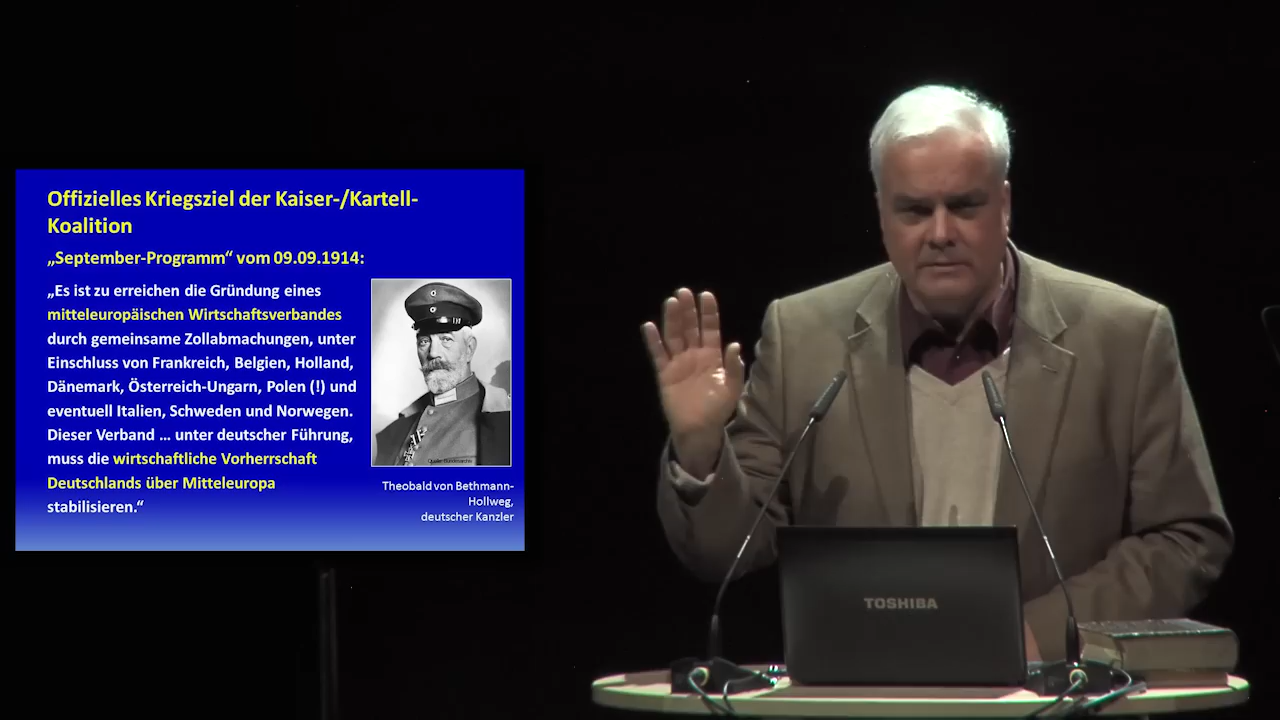 Offizielles Kriegsziel der Kaiser-/Kartell-
Koalition
„September-Programm“ vom 09.09.1914:
„Es ist zu erreichen die Gründung eines
mitteleuropäischen Wirtschaftsverbandes
durch gemeinsame Zollabmachungen, unter
Einschluss von Frankreich, Belgien, Holland,
Dänemark, Österreich-Ungarn, Polen (!) und
eventuell Italien, Schweden und Norwegen.
Dieser Verband ... unter deutscher Führung,
muss die wirtschaftliche Vorherrschaft
Deutschlands über Mitteleuropa
stabilisieren.“
Quelle: Bundesarchiv
Theobald von Bethmann-
Hollweg,
deutscher Kanzler
TOSHIBA